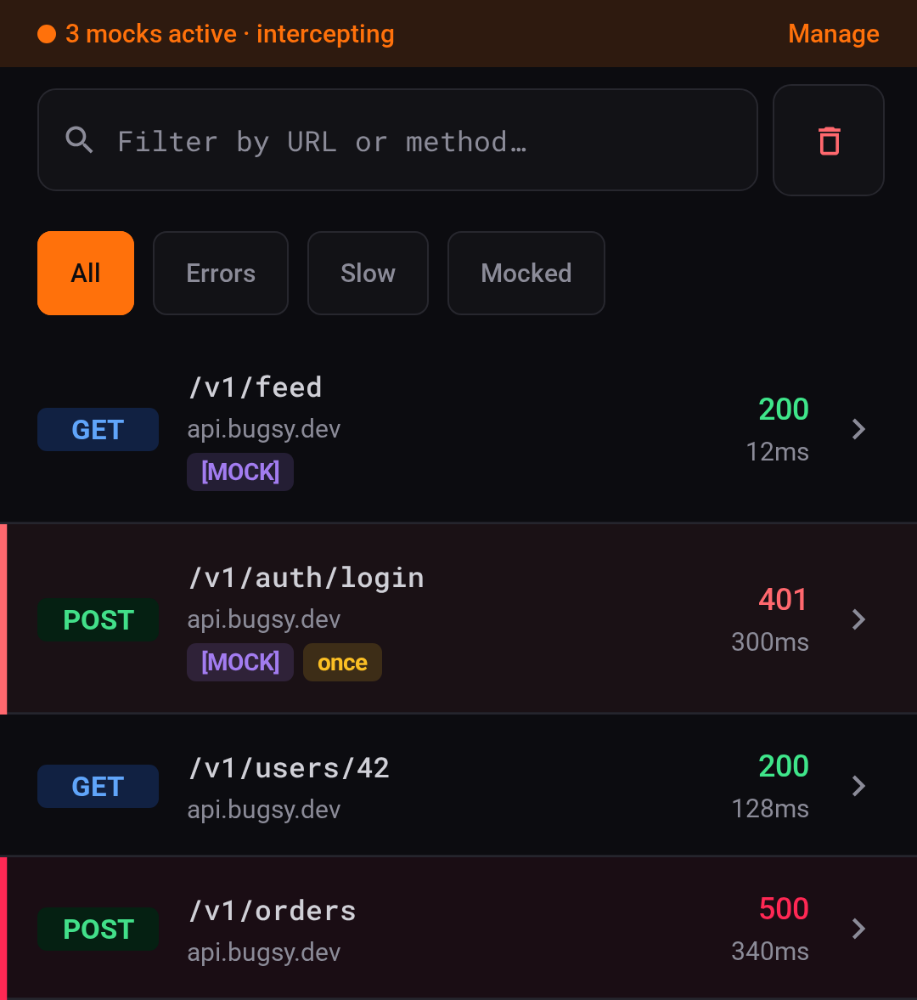 3 mocks active · intercepting
Manage
Filter by URL or method…
All
Errors
Slow
Mocked
/v1/feed
GET
api.bugsy.dev
[MOCK]
200
12ms
/v1/auth/login
POST
api.bugsy.dev
[MOCK]
once
401
300ms
/v1/users/42
GET
api.bugsy.dev
200
128ms
/v1/orders
POST
api.bugsy.dev
500
340ms